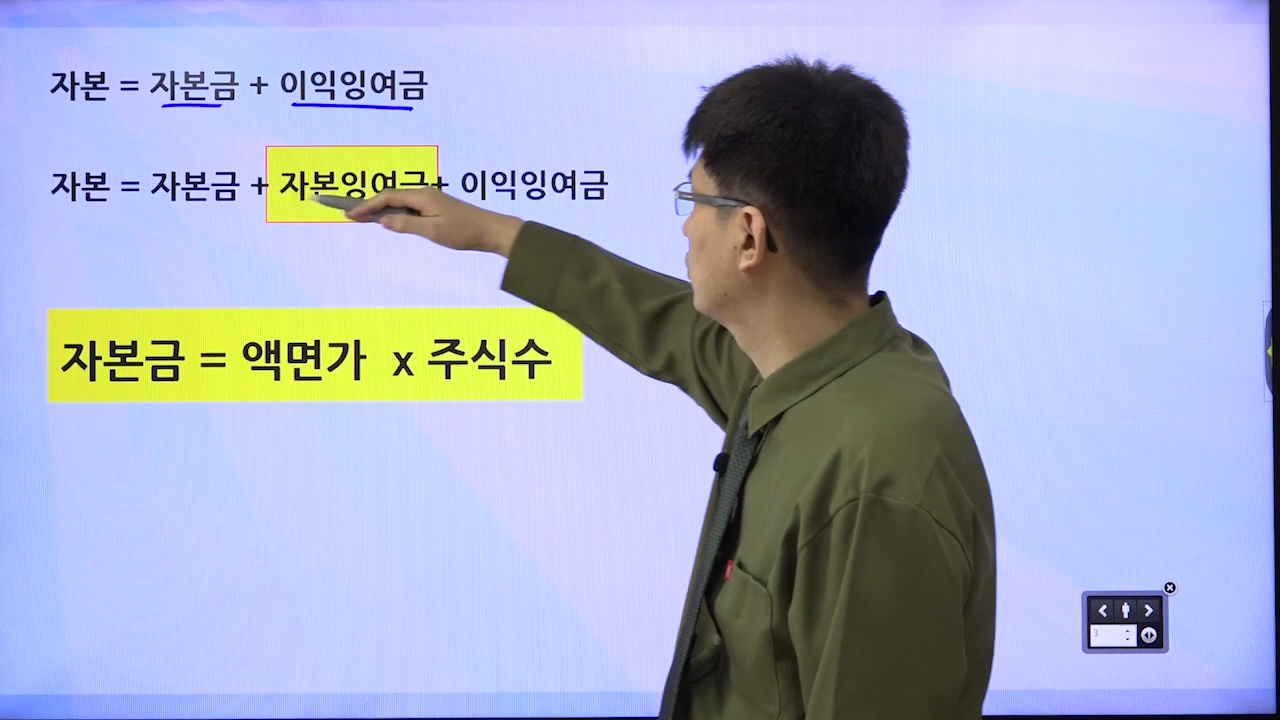 자본 = 자본금 + 이익잉여금
자본 = 자본금 + 자본잉여금+ 이익잉여금
자본금 = 액면가 x 주식수
3